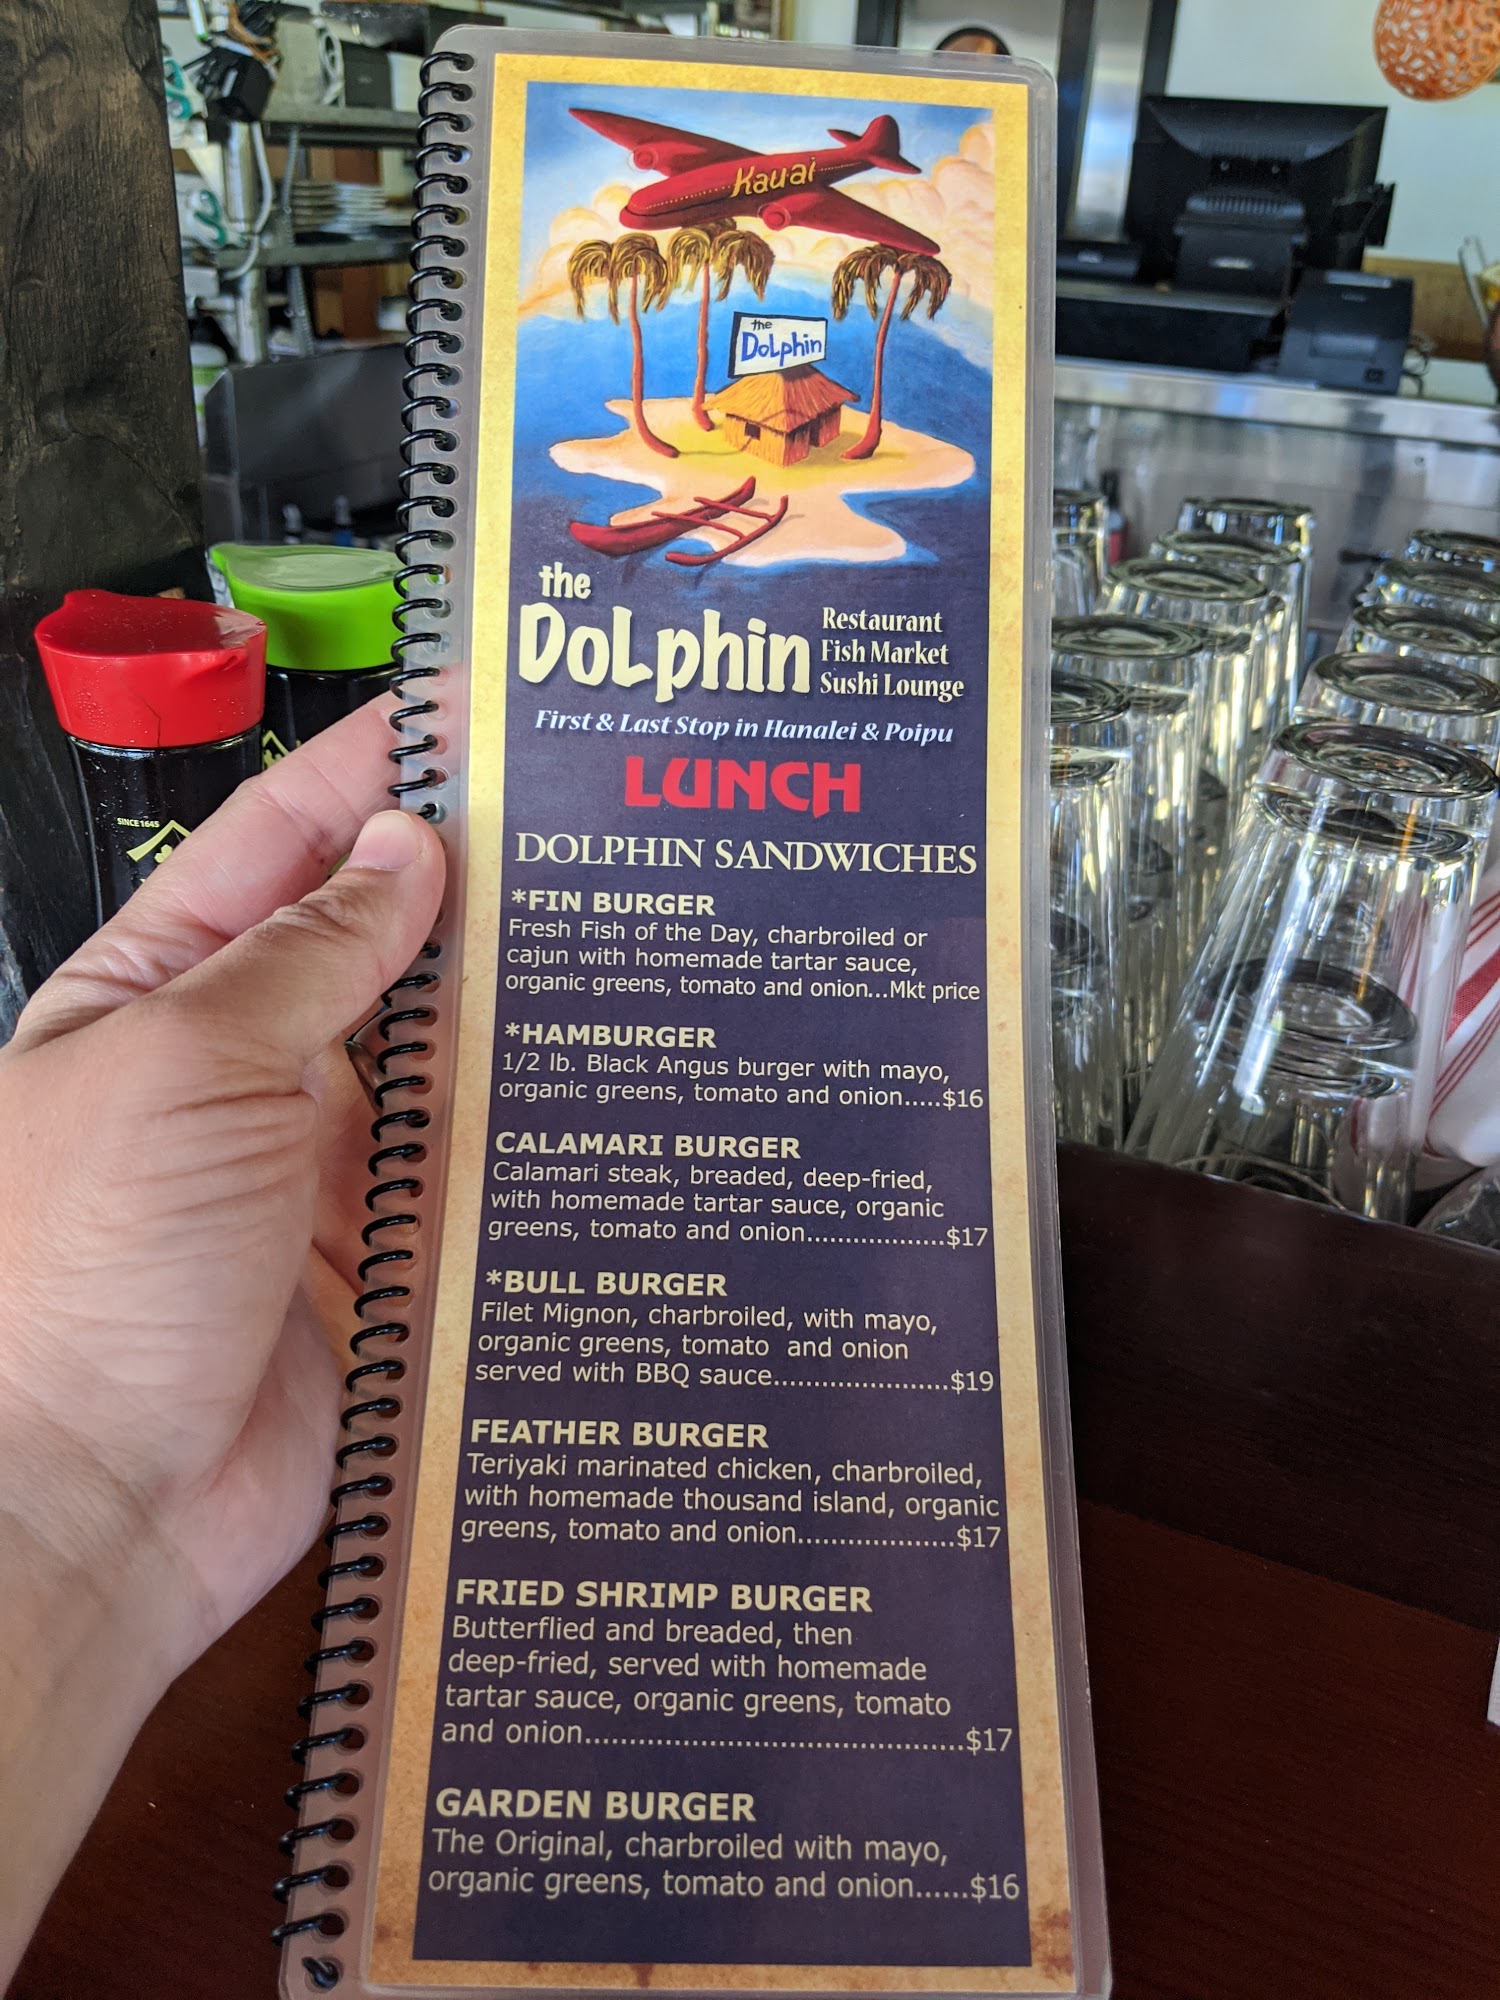 Kauai
the
DoLphin
the
DoLphin
Restaurant
Fish Market
Sushi Lounge
First & Last Stop in Hanalei & Poipu
LUNCH
DOLPHIN SANDWICHES
*FIN BURGER
Fresh Fish of the Day, charbroiled or
cajun with homemade tartar sauce,
organic greens, tomato and onion...Mkt price
*HAMBURGER
1/2 lb. Black Angus burger with mayo,
organic greens, tomato and onion.....$16
CALAMARI BURGER
Calamari steak, breaded, deep-fried,
with homemade tartar sauce, organic
greens, tomato and onion...................$17
*BULL BURGER
Filet Mignon, charbroiled, with mayo,
organic greens, tomato  and onion
served with BBQ sauce......................$19
FEATHER BURGER
Teriyaki marinated chicken, charbroiled,
with homemade thousand island, organic
greens, tomato and onion...................$17
FRIED SHRIMP BURGER
Butterflied and breaded, then
deep-fried, served with homemade
tartar sauce, organic greens, tomato
and onion.............................................$17
GARDEN BURGER
The Original, charbroiled with mayo,
organic greens, tomato and onion......$16
SINCE 1645